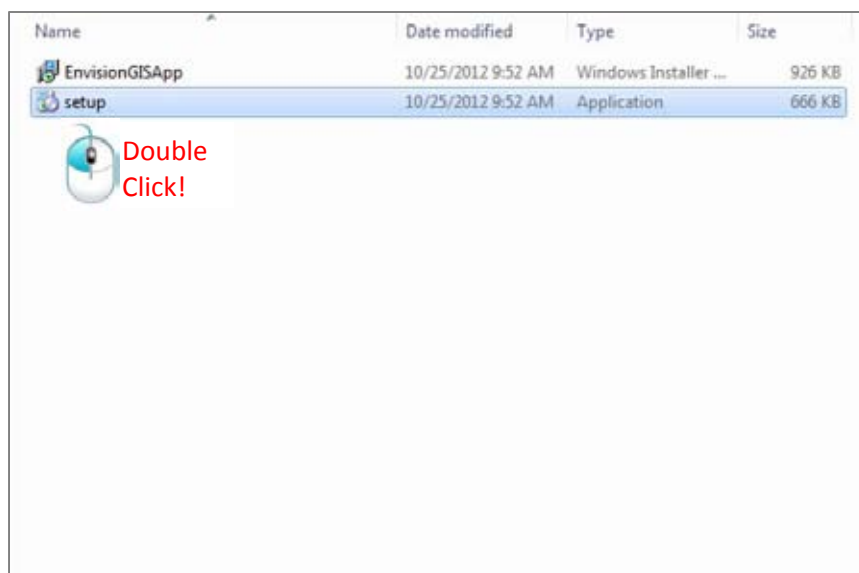 Name Date modified Type Size
EnvisionGISApp 10/25/2012 9:52 AM Windows Installer ... 926 KB
setup 10/25/2012 9:52 AM Application 666 KB
Double
Click!